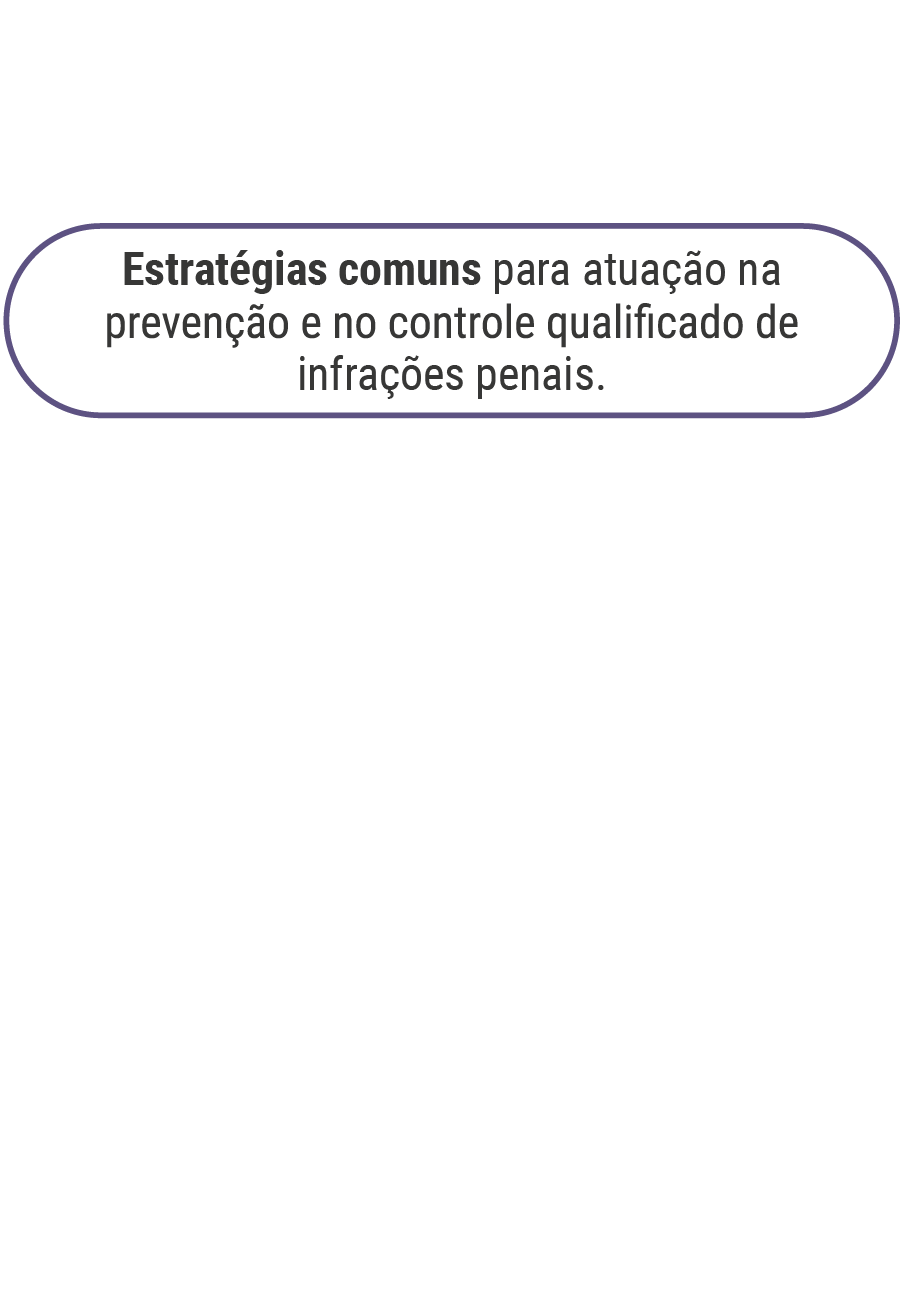 Estratégias comuns para atuação na
prevenção e no controle qualificado de
infrações penais.